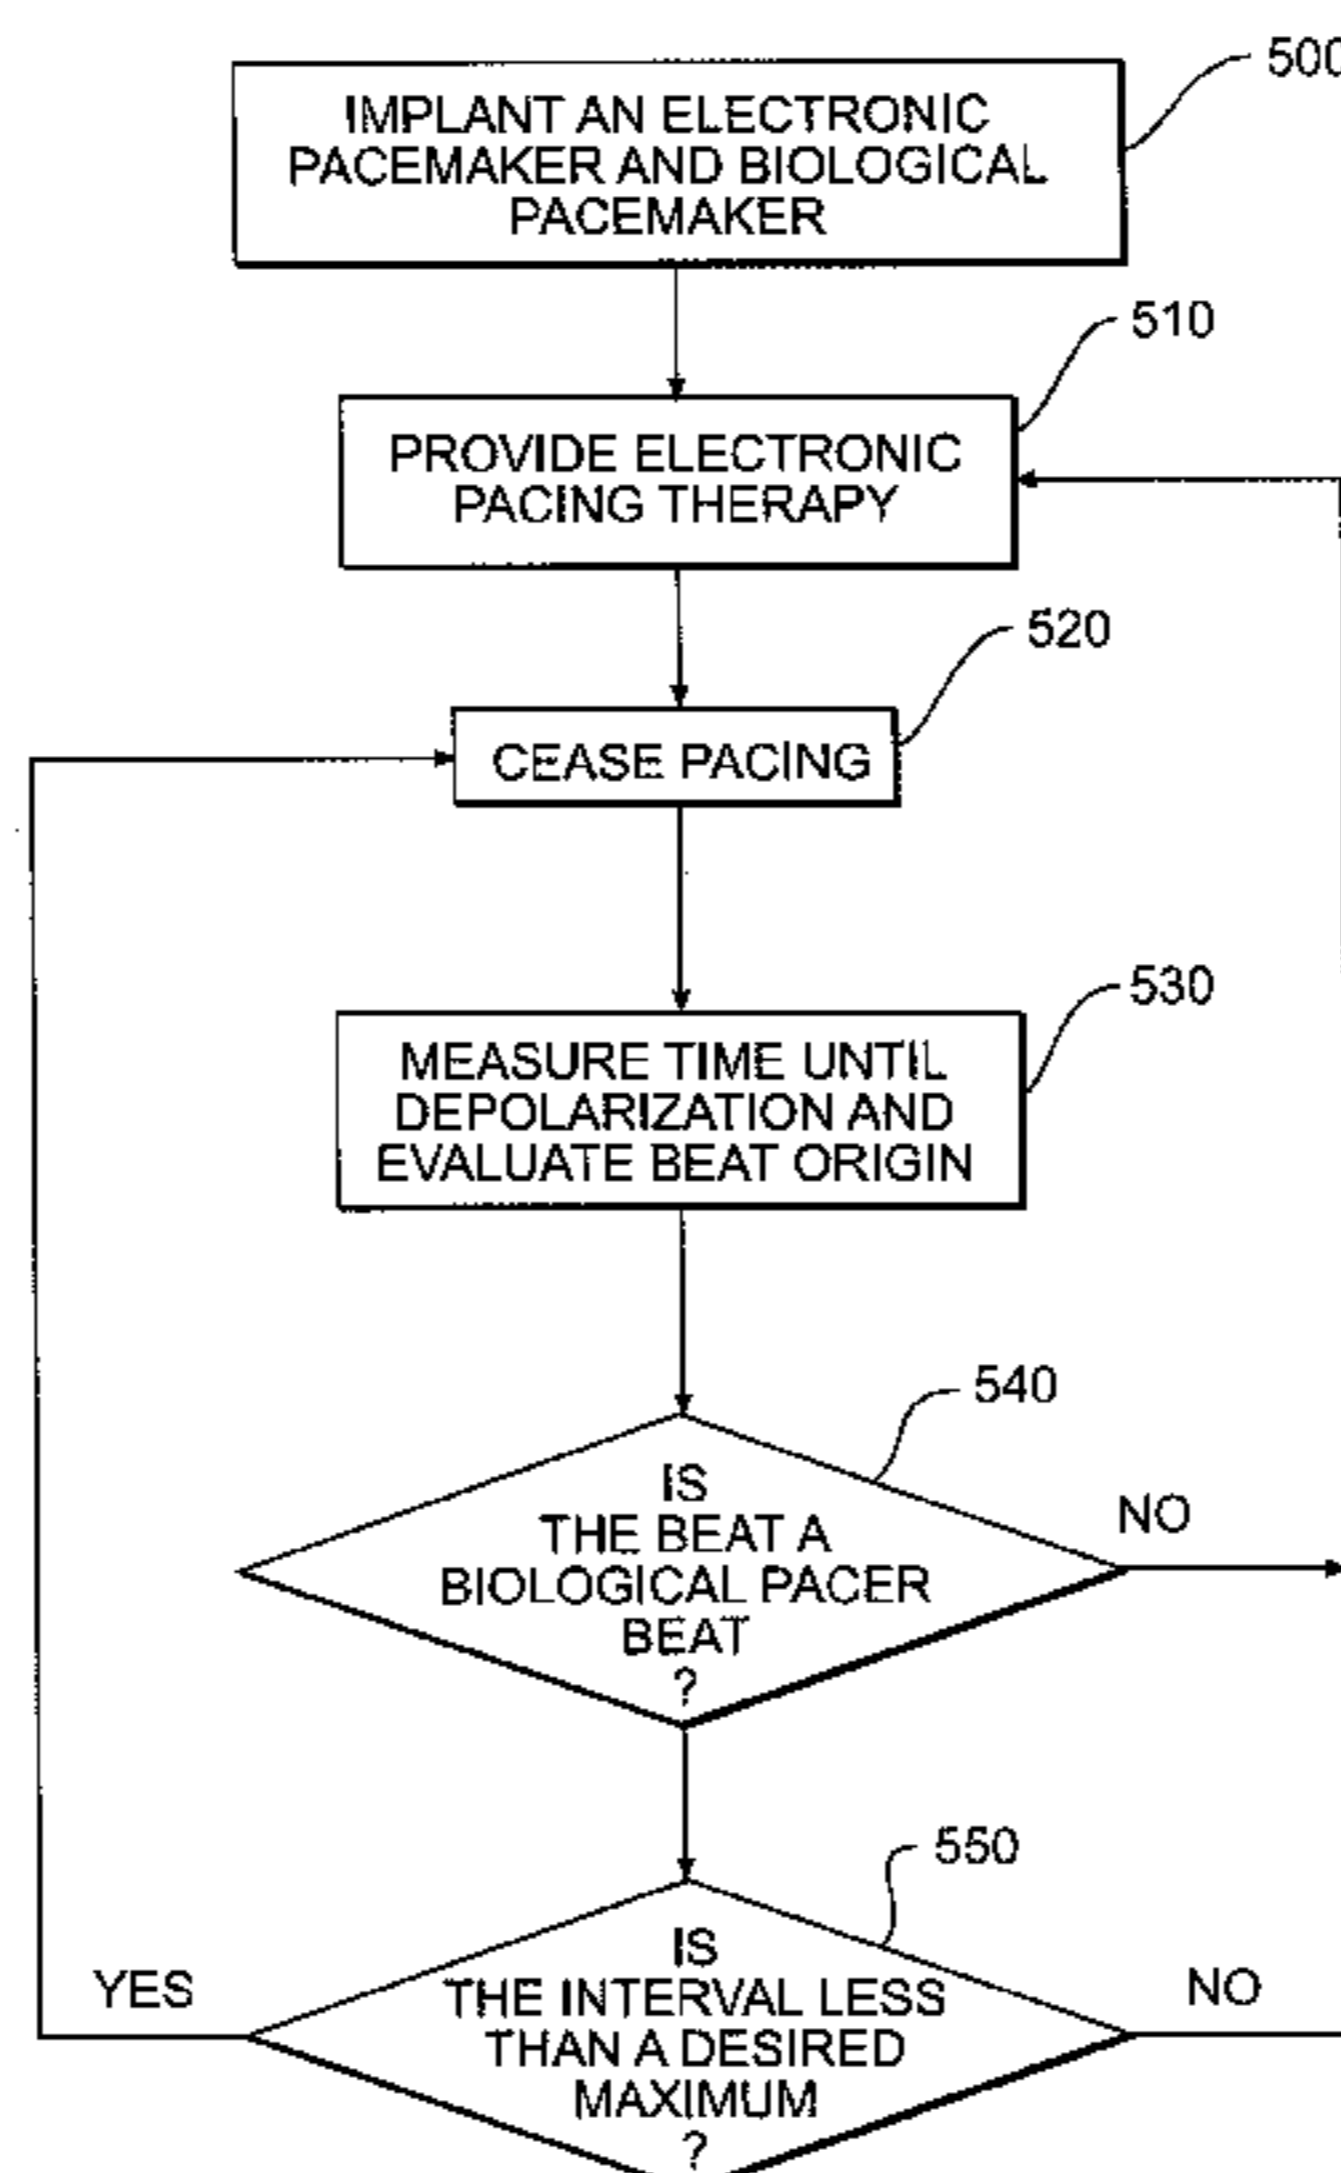 500
IMPLANT AN ELECTRONIC
PACEMAKER AND BIOLOGICAL
PACEMAKER
510
PROVIDE ELECTRONIC
PACING THERAPY
520
CEASE PACING
530
MEASURE TIME UNTIL
DEPOLARIZATION AND
EVALUATE BEAT ORIGIN
540
IS
THE BEAT A
BIOLOGICAL PACER
BEAT
?
NO
550
IS
THE INTERVAL LESS
THAN A DESIRED
MAXIMUM
?
YES
NO